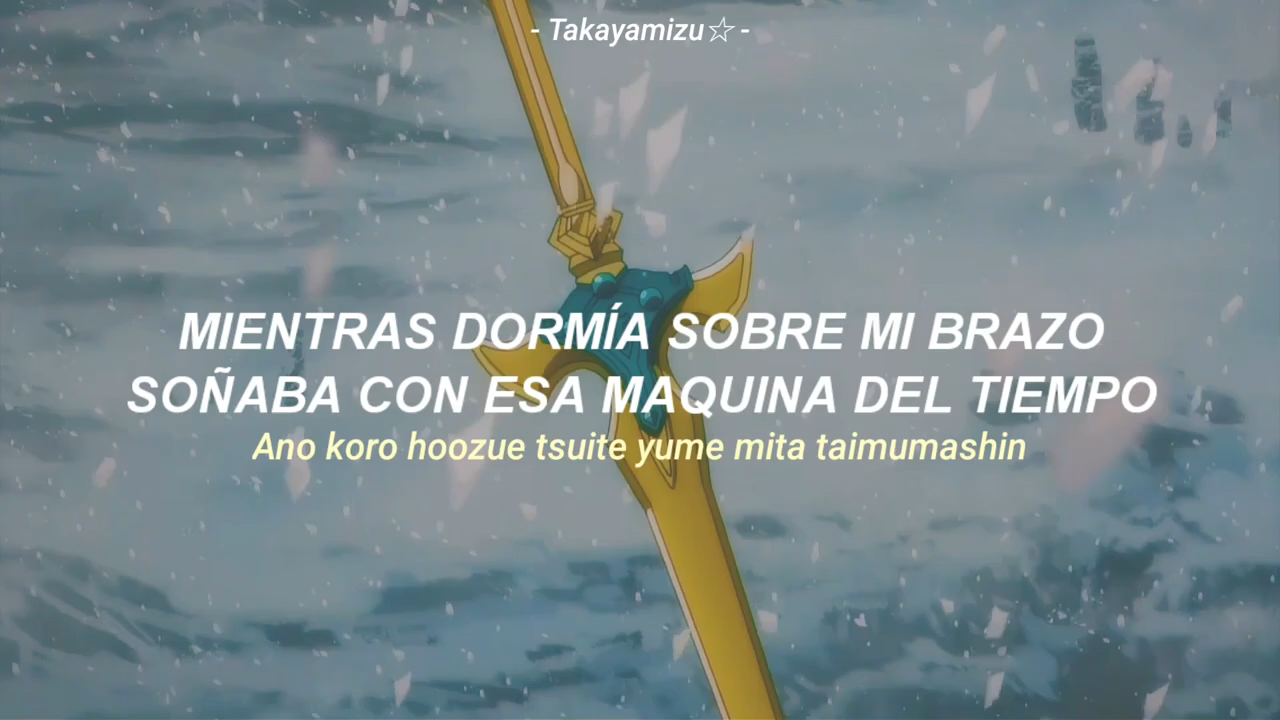 - Takayamizu☆ -
MIENTRAS DORMÍA SOBRE MI BRAZO
SOÑABA CON ESA MAQUINA DEL TIEMPO
Ano koro hoozue tsuite yume mita taimumashin